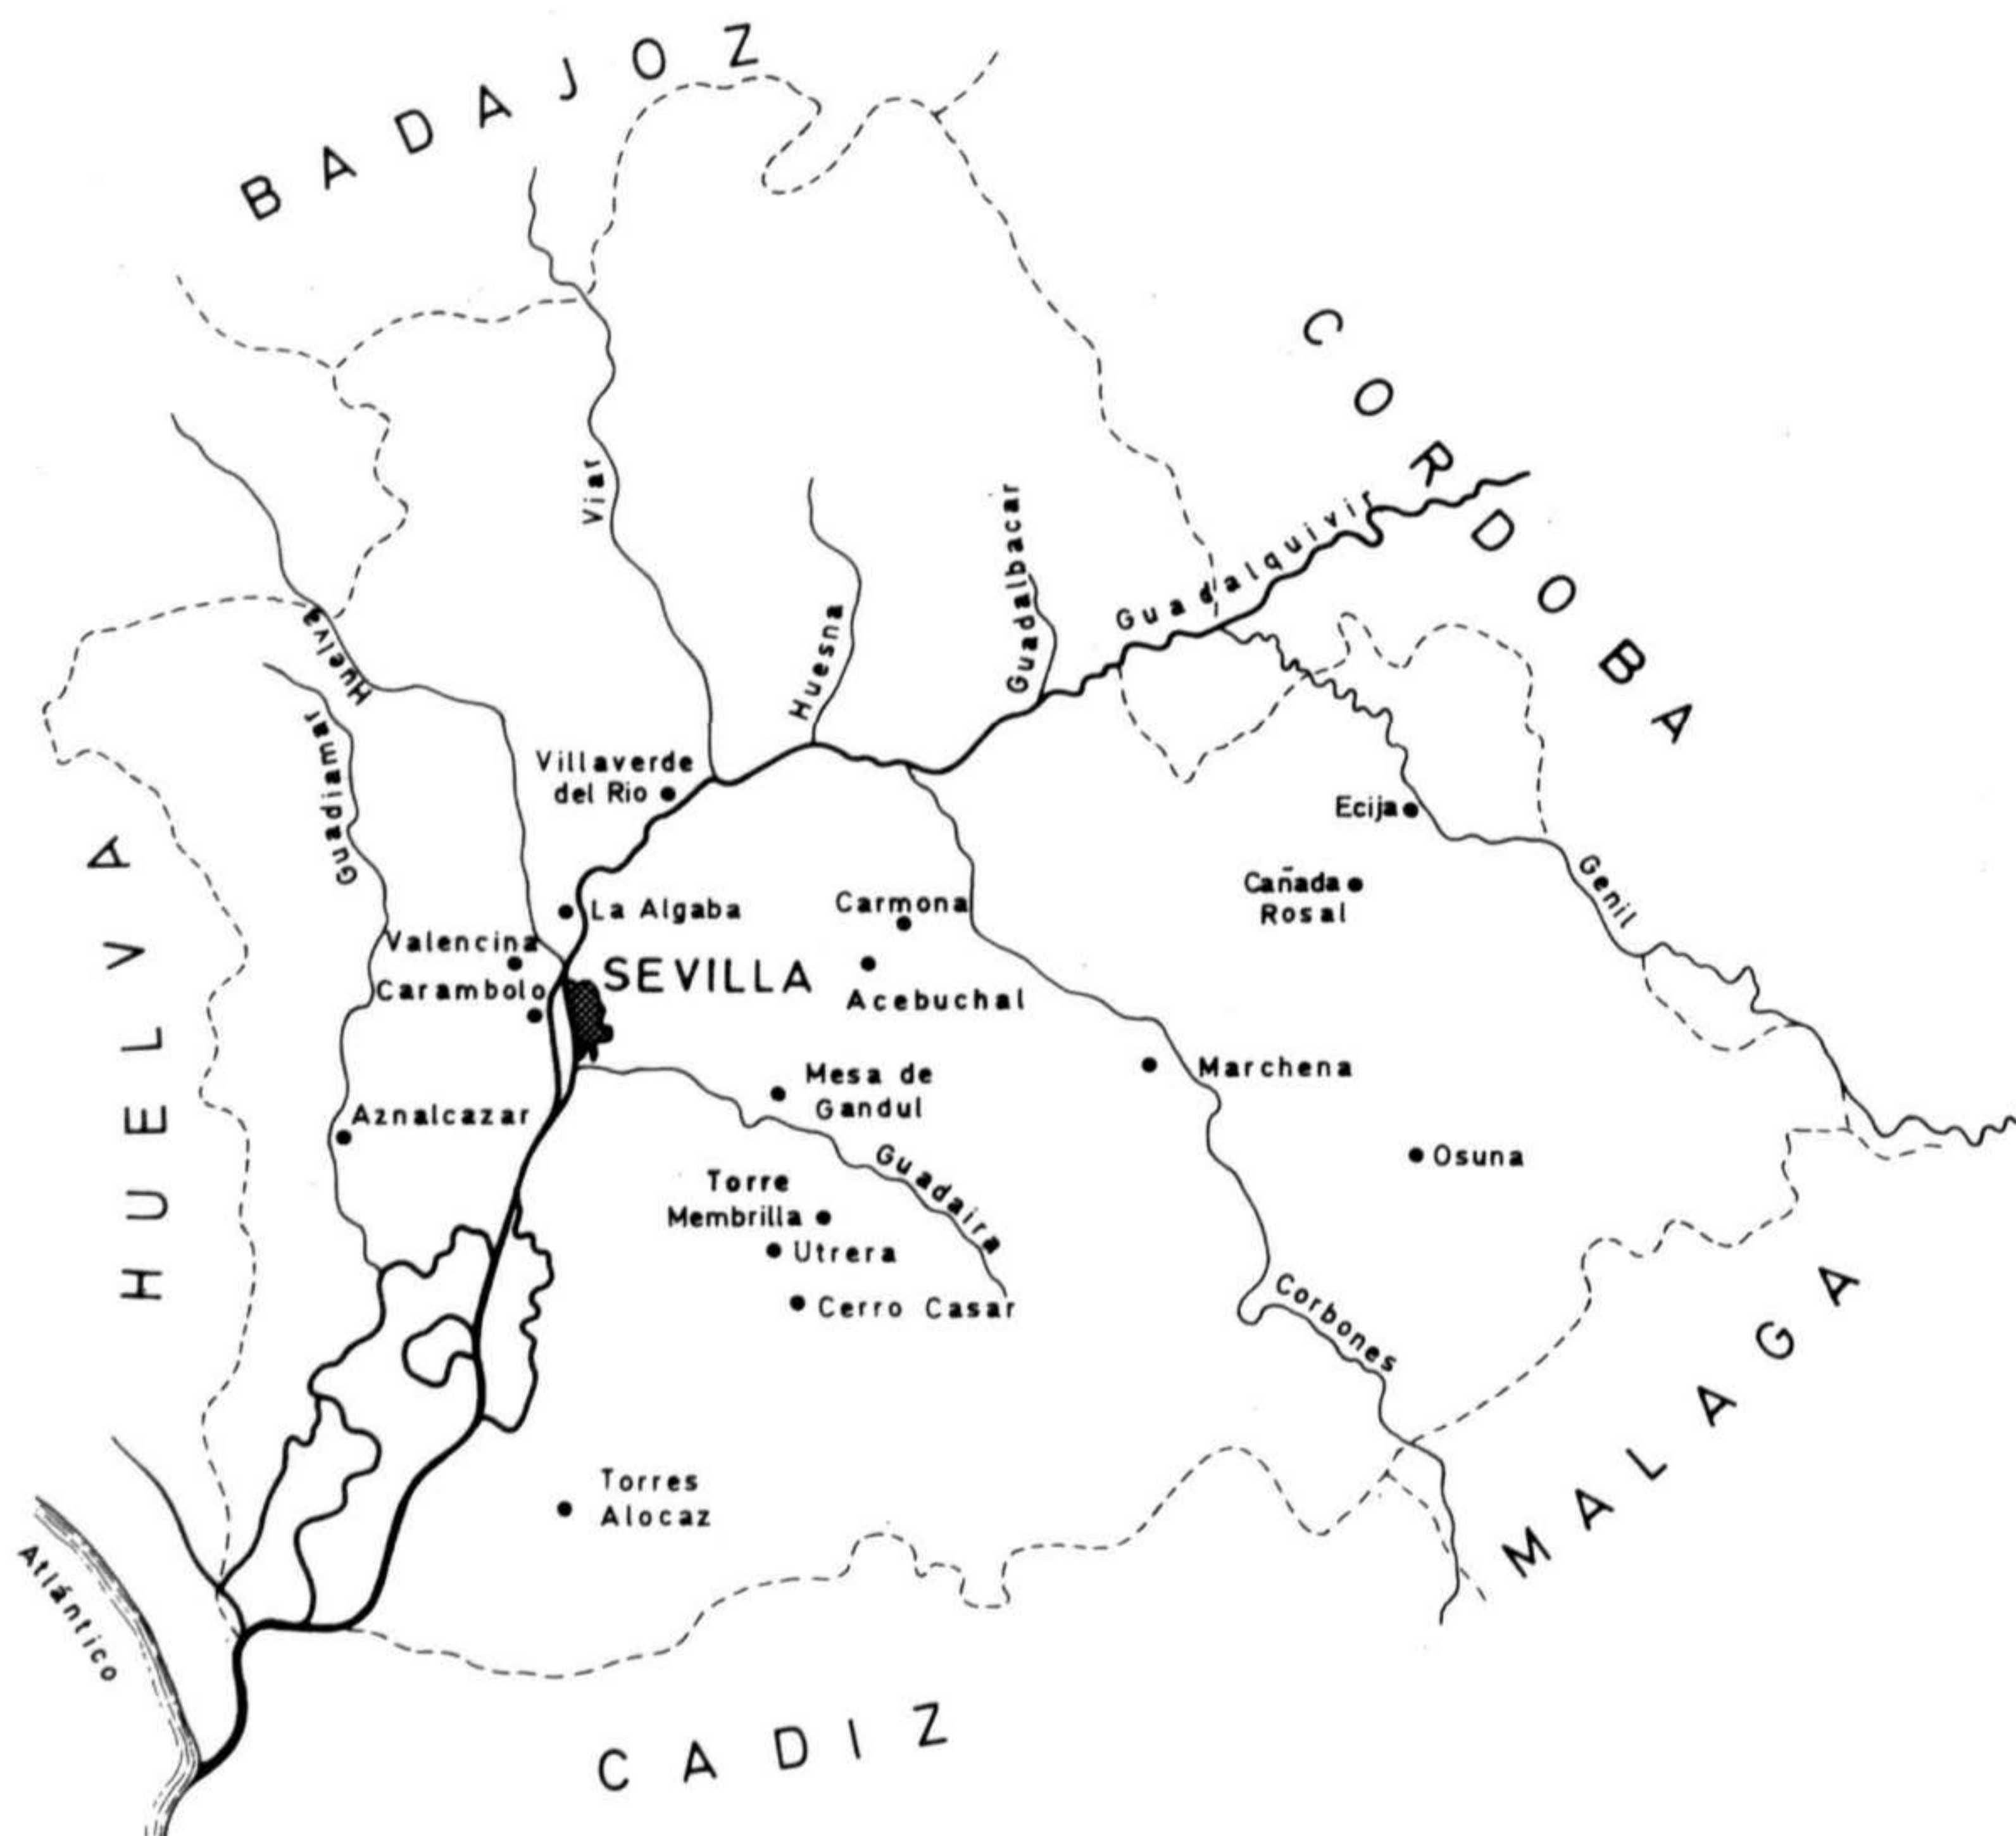 BADAJOZ
CORDOBA
Viar
Guadalbacar
Guadalquivir
Huelva
Huesna
Guadiamar
Villaverde
del Rio
Ecija
Cañada
Rosal
Genil
HUELVA
La Algaba
Carmona
Valencina
SEVILLA
Carambolo
Acebuchal
Mesa de
Gandul
Marchena
Aznalcazar
Guadaira
Osuna
Torre
Membrilla
Utrera
Cerro Casar
Corbones
MALAGA
Torres
Alocaz
Atlántico
CADIZ